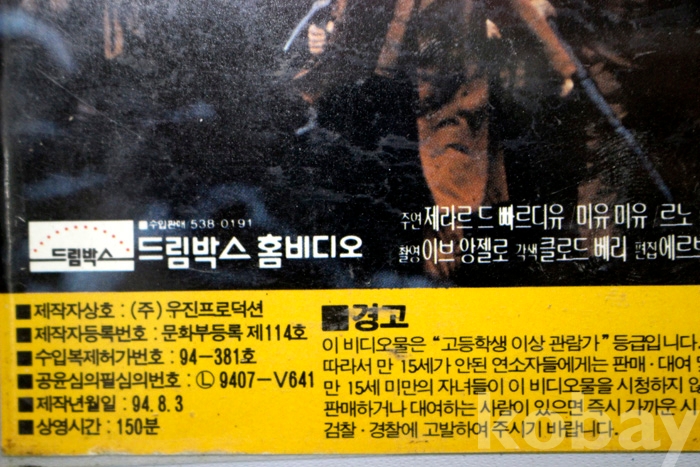 ■수입판매 538-0191
드림박스 드림박스 홈비디오
주연 제라르 드 빠르디유 / 미유 미유 / 르노
촬영 이브 앙젤로 각색 클로드 베리 편집 에르브
■제작자상호 : (주) 우진프로덕션
■제작자등록번호 : 문화부등록 제114호
■수입복제허가번호 : 94-381호
■공윤심의필심의번호 : Ⓛ 9407-V641
■제작년월일 : 94. 8. 3
■상영시간 : 150분
■경고
이 비디오물은 "고등학생 이상 관람가" 등급입니다.
따라서 만 15세가 안된 연소자들에게는 판매·대여
만 15세 미만의 자녀들이 이 비디오물을 시청하지
판매하거나 대여하는 사람이 있으면 즉시 가까운 시
검찰·경찰에 고발하여 주시기 바랍니다.
kobay